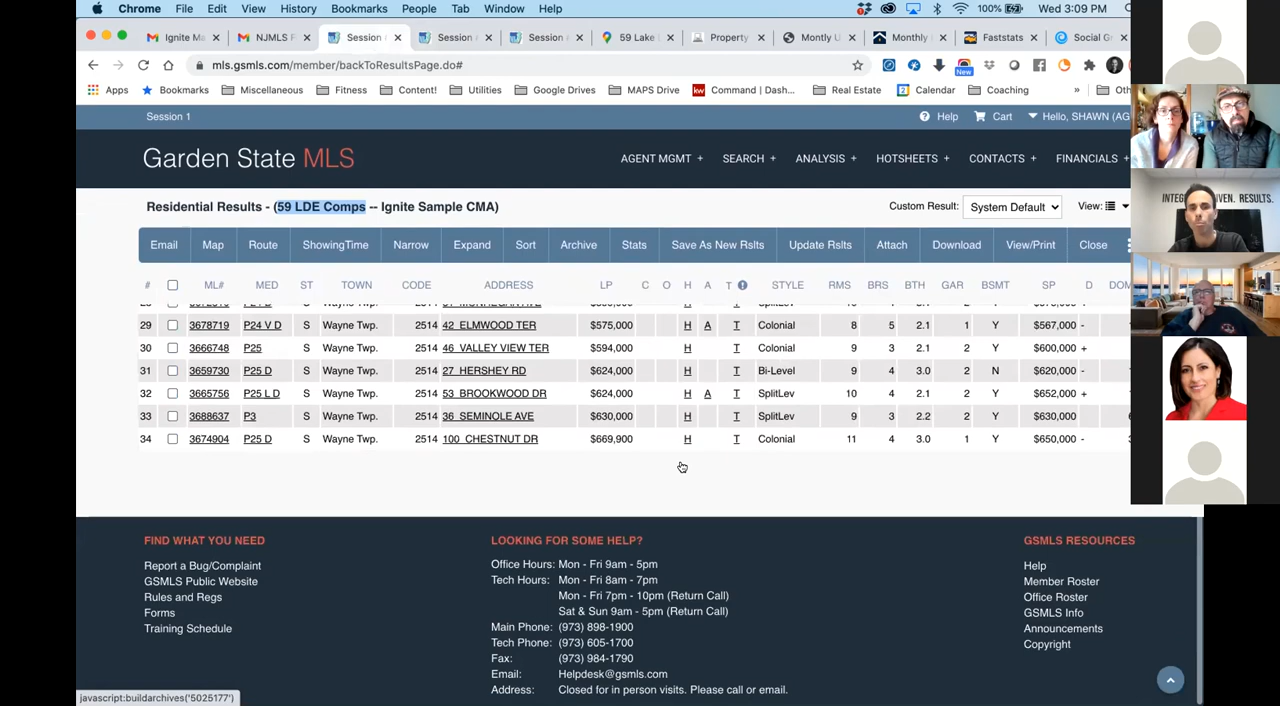 Chrome File Edit View History Bookmarks People Tab Window Help 100% Wed 3:09 PM
Ignite Ma NJMLS F Session Session Session 59 Lake L Property Montly U Monthly Faststats Social Gr
mls.gsmls.com/member/backToResultsPage.do#
New
Apps Bookmarks Miscellaneous Fitness Content! Utilities Google Drives MAPS Drive kw Command | Dash... Real Estate 2 Calendar Coaching » Ot
Session 1 Help Cart Hello, SHAWN (AG
Garden State MLS AGENT MGMT + SEARCH + ANALYSIS + HOTSHEETS + CONTACTS + FINANCIALS +
Residential Results - (59 LDE Comps -- Ignite Sample CMA) Custom Result: System Default View:
Email Map Route ShowingTime Narrow Expand Sort Archive Stats Save As New Rslts Update Rslts Attach Download View/Print Close
# ML# MED ST TOWN CODE ADDRESS LP C O H A T STYLE RMS BRS BTH GAR BSMT SP D DOM
29 3678719 P24 V D S Wayne Twp. 2514 42 ELMWOOD TER $575,000 H A T Colonial 8 5 2.1 1 Y $567,000 -
30 3666748 P25 S Wayne Twp. 2514 46 VALLEY VIEW TER $594,000 H T Colonial 9 3 2.1 2 Y $600,000 +
31 3659730 P25 D S Wayne Twp. 2514 27 HERSHEY RD $624,000 H T Bi-Level 9 4 3.0 2 N $620,000 -
32 3665756 P25 L D S Wayne Twp. 2514 53 BROOKWOOD DR $624,000 H A T SplitLev 10 4 2.1 2 Y $652,000 +
33 3688637 P3 S Wayne Twp. 2514 36 SEMINOLE AVE $630,000 H T SplitLev 9 3 2.2 2 Y $630,000
34 3674904 P25 D S Wayne Twp. 2514 100 CHESTNUT DR $669,900 H T Colonial 11 4 3.0 1 Y $650,000 -
FIND WHAT YOU NEED
Report a Bug/Complaint
GSMLS Public Website
Rules and Regs
Forms
Training Schedule
LOOKING FOR SOME HELP?
Office Hours: Mon - Fri 9am - 5pm
Tech Hours: Mon - Fri 8am - 7pm
Mon - Fri 7pm - 10pm (Return Call)
Sat & Sun 9am - 5pm (Return Call)
Main Phone: (973) 898-1900
Tech Phone: (973) 605-1700
Fax: (973) 984-1790
Email: Helpdesk@gsmls.com
Address: Closed for in person visits. Please call or email.
GSMLS RESOURCES
Help
Member Roster
Office Roster
GSMLS Info
Announcements
Copyright
javascript:buildarchives('5025177')